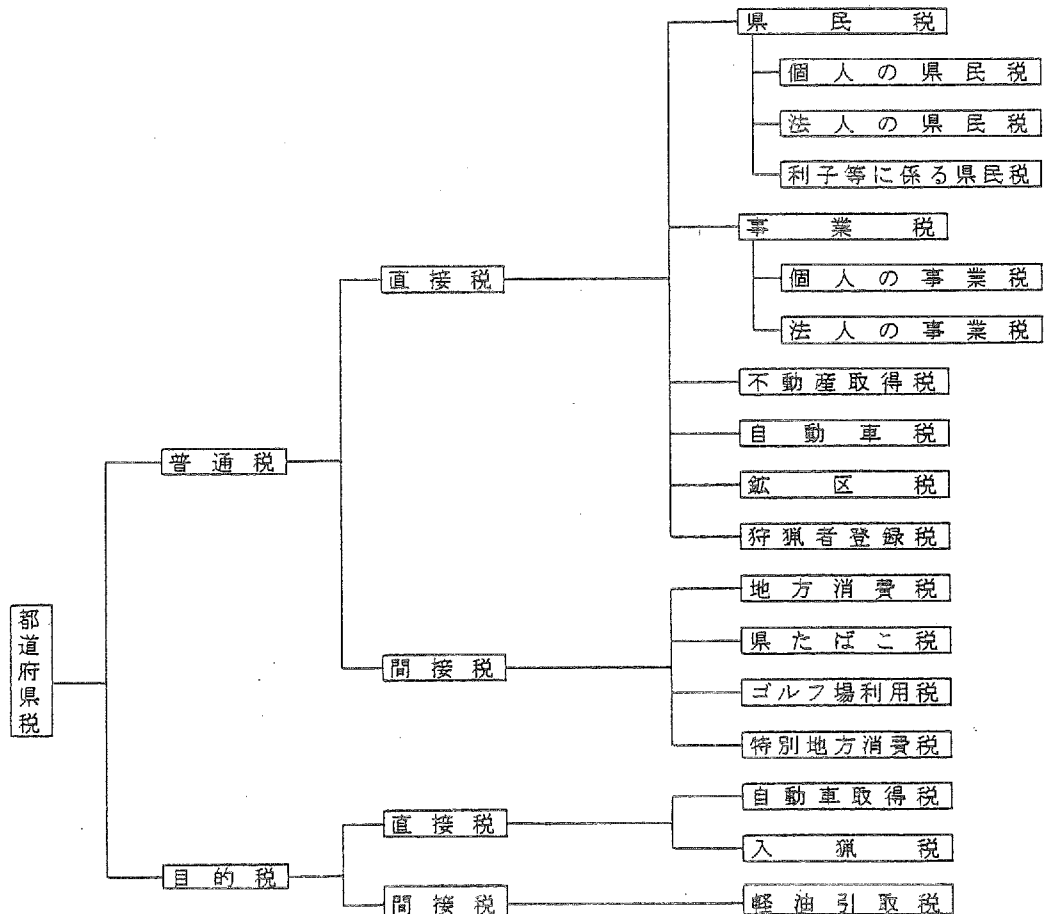 都道府県税
普通税
直接税
県民税
個人の県民税
法人の県民税
利子等に係る県民税
事業税
個人の事業税
法人の事業税
不動産取得税
自動車税
鉱区税
狩猟者登録税
間接税
地方消費税
県たばこ税
ゴルフ場利用税
特別地方消費税
目的税
直接税
自動車取得税
入猟税
間接税
軽油引取税